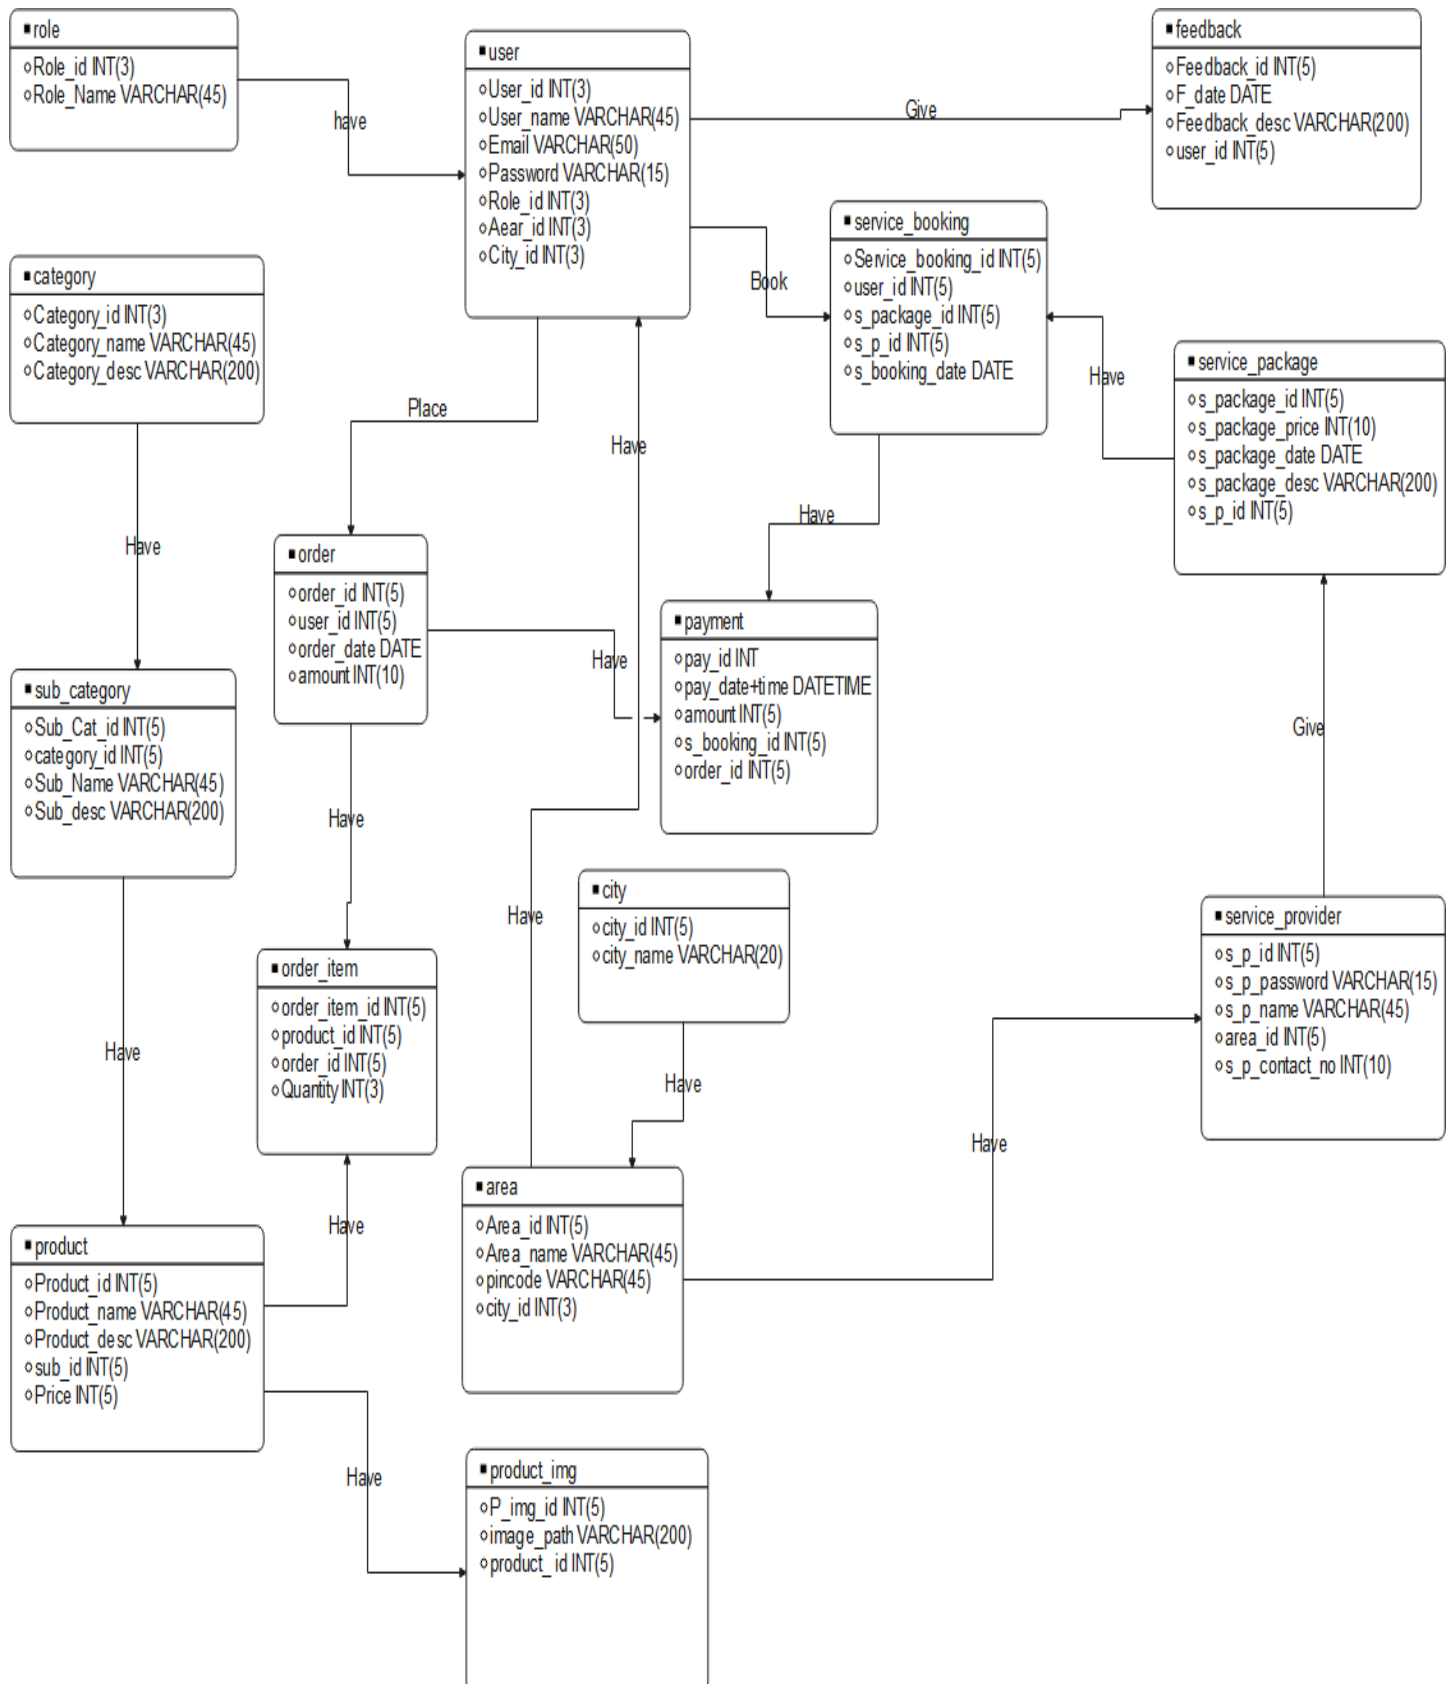 role
Role_id INT(3)
Role_Name VARCHAR(45)
have
user
User_id INT(3)
User_name VARCHAR(45)
Email VARCHAR(50)
Password VARCHAR(15)
Role_id INT(3)
Aear_id INT(3)
City_id INT(3)
Give
feedback
Feedback_id INT(5)
F_date DATE
Feedback_desc VARCHAR(200)
user_id INT(5)
category
Category_id INT(3)
Category_name VARCHAR(45)
Category_desc VARCHAR(200)
Book
service_booking
Service_booking_id INT(5)
user_id INT(5)
s_package_id INT(5)
s_p_id INT(5)
s_booking_date DATE
Have
service_package
s_package_id INT(5)
s_package_price INT(10)
s_package_date DATE
s_package_desc VARCHAR(200)
s_p_id INT(5)
Place
Have
Have
Have
order
order_id INT(5)
user_id INT(5)
order_date DATE
amount INT(10)
Have
payment
pay_id INT
pay_date+time DATETIME
amount INT(5)
s_booking_id INT(5)
order_id INT(5)
sub_category
Sub_Cat_id INT(5)
category_id INT(5)
Sub_Name VARCHAR(45)
Sub_desc VARCHAR(200)
Give
Have
Have
city
city_id INT(5)
city_name VARCHAR(20)
service_provider
s_p_id INT(5)
s_p_password VARCHAR(15)
s_p_name VARCHAR(45)
area_id INT(5)
s_p_contact_no INT(10)
order_item
order_item_id INT(5)
product_id INT(5)
order_id INT(5)
Quantity INT(3)
Have
Have
Have
Have
area
Area_id INT(5)
Area_name VARCHAR(45)
pincode VARCHAR(45)
city_id INT(3)
product
Product_id INT(5)
Product_name VARCHAR(45)
Product_desc VARCHAR(200)
sub_id INT(5)
Price INT(5)
Have
product_img
P_img_id INT(5)
image_path VARCHAR(200)
product_id INT(5)